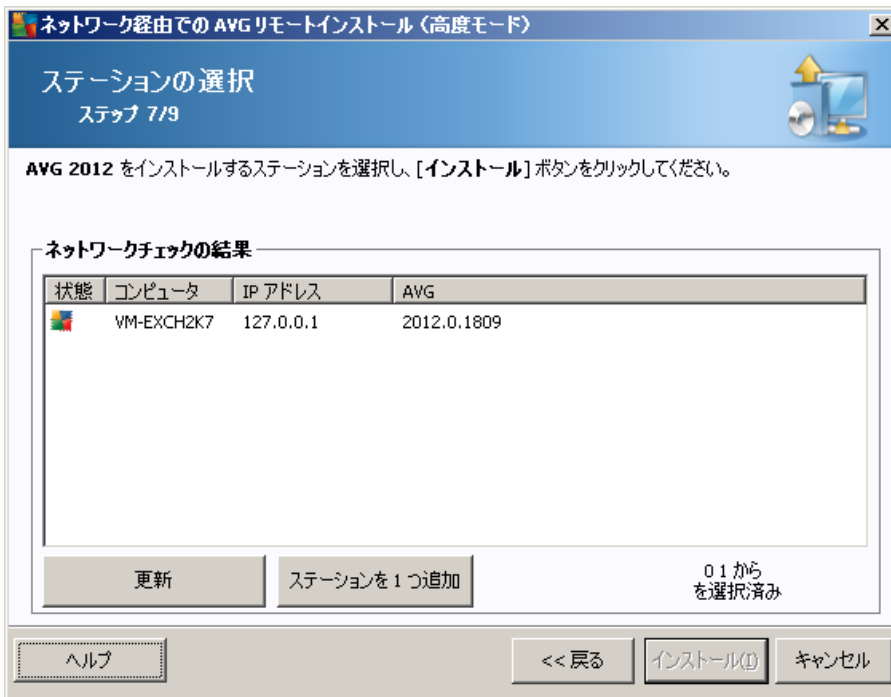 ネットワーク経由での AVG リモートインストール（高度モード）
ステーションの選択
ステップ 7/9
AVG 2012 をインストールするステーションを選択し、[インストール] ボタンをクリックしてください。
ネットワークチェックの結果
状態 コンピュータ IP アドレス AVG
VM-EXCH2K7 127.0.0.1 2012.0.1809
更新 ステーションを 1 つ追加 0 1 から
を選択済み
ヘルプ << 戻る インストール(I) キャンセル